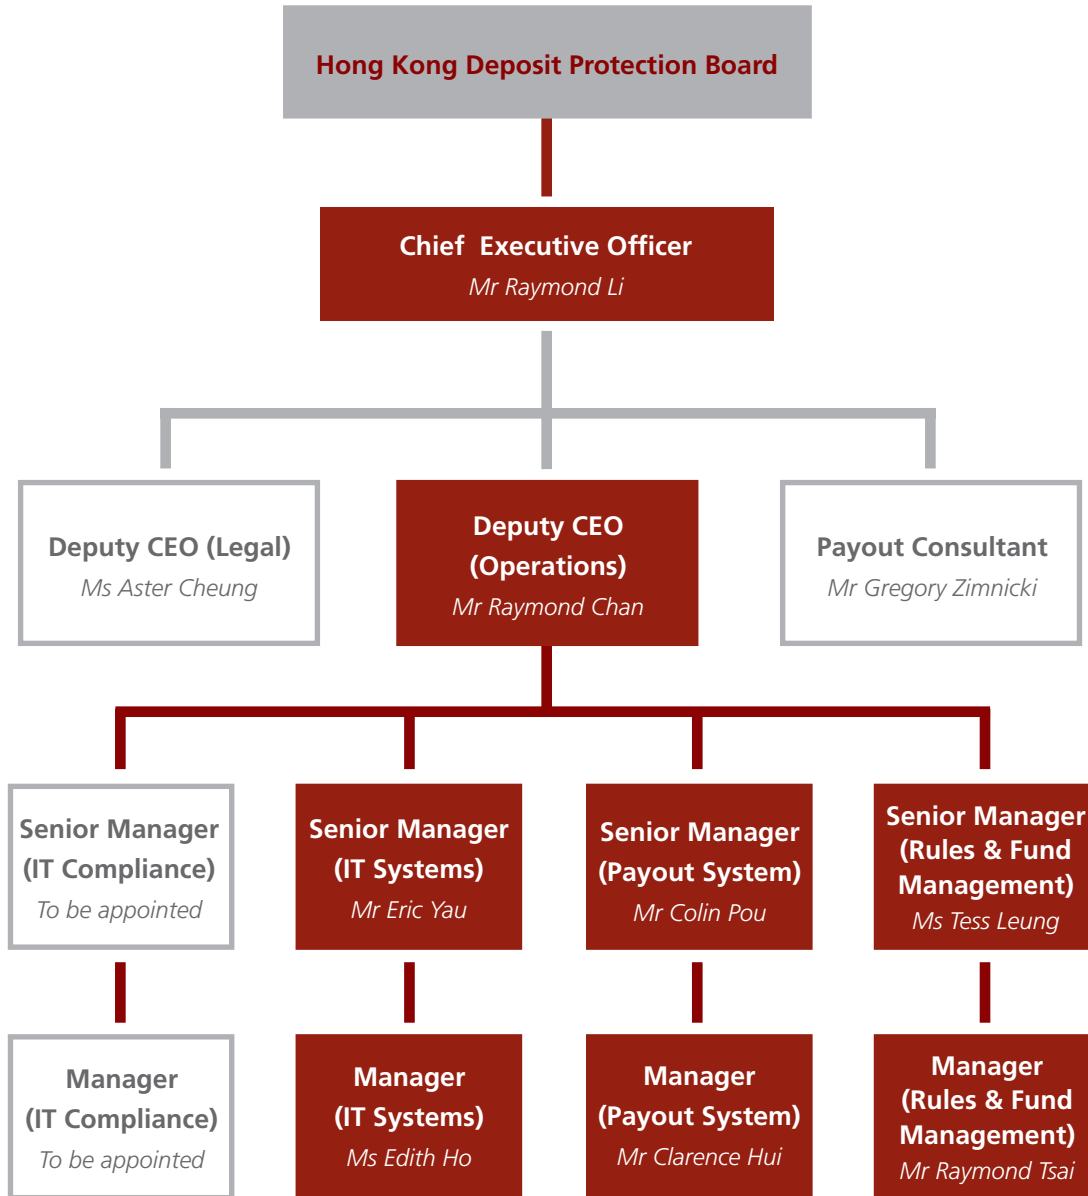 Hong Kong Deposit Protection Board
Chief Executive Officer
Mr Raymond Li
Deputy CEO (Legal)
Ms Aster Cheung
Deputy CEO
(Operations)
Mr Raymond Chan
Payout Consultant
Mr Gregory Zimnicki
Senior Manager
(IT Compliance)
To be appointed
Senior Manager
(IT Systems)
Mr Eric Yau
Senior Manager
(Payout System)
Mr Colin Pou
Senior Manager
(Rules & Fund
Management)
Ms Tess Leung
Manager
(IT Compliance)
To be appointed
Manager
(IT Systems)
Ms Edith Ho
Manager
(Payout System)
Mr Clarence Hui
Manager
(Rules & Fund
Management)
Mr Raymond Tsai